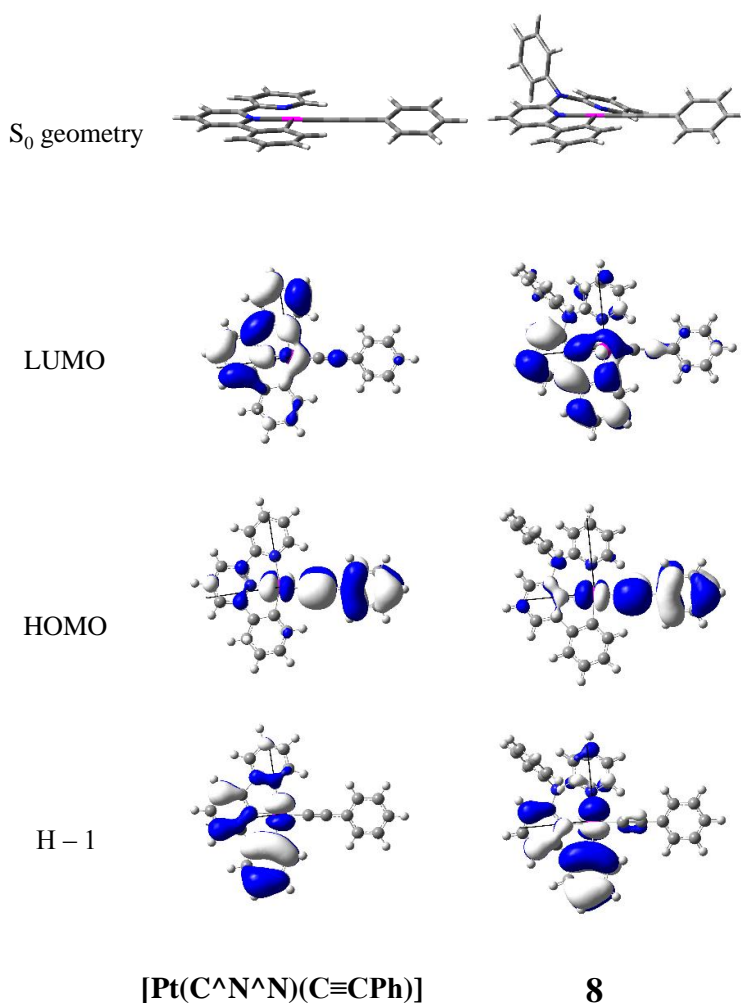 S₀ geometry
LUMO
HOMO
H – 1
[Pt(C^N^N)(C≡CPh)] 8